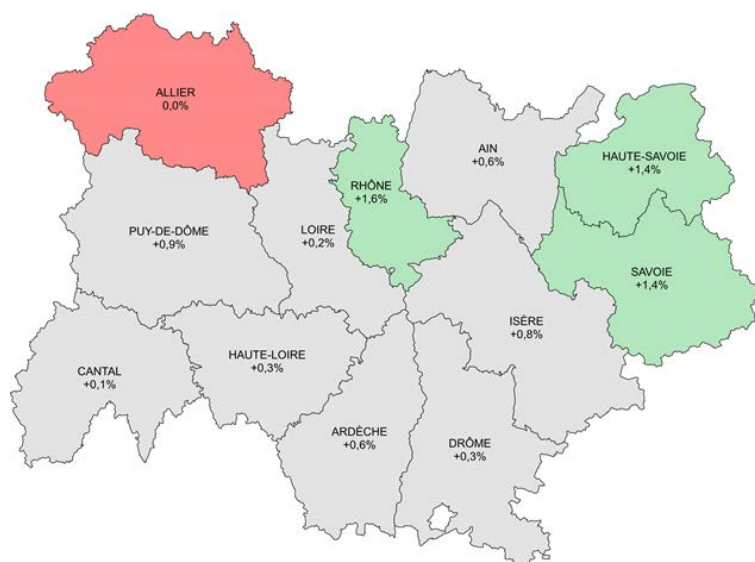 ALLIER
0,0%
AIN
+0,6%
HAUTE-SAVOIE
+1,4%
RHÔNE
+1,6%
PUY-DE-DÔME
+0,9%
LOIRE
+0,2%
SAVOIE
+1,4%
ISÈRE
+0,8%
HAUTE-LOIRE
+0,3%
CANTAL
+0,1%
ARDÈCHE
+0,6%
DRÔME
+0,3%